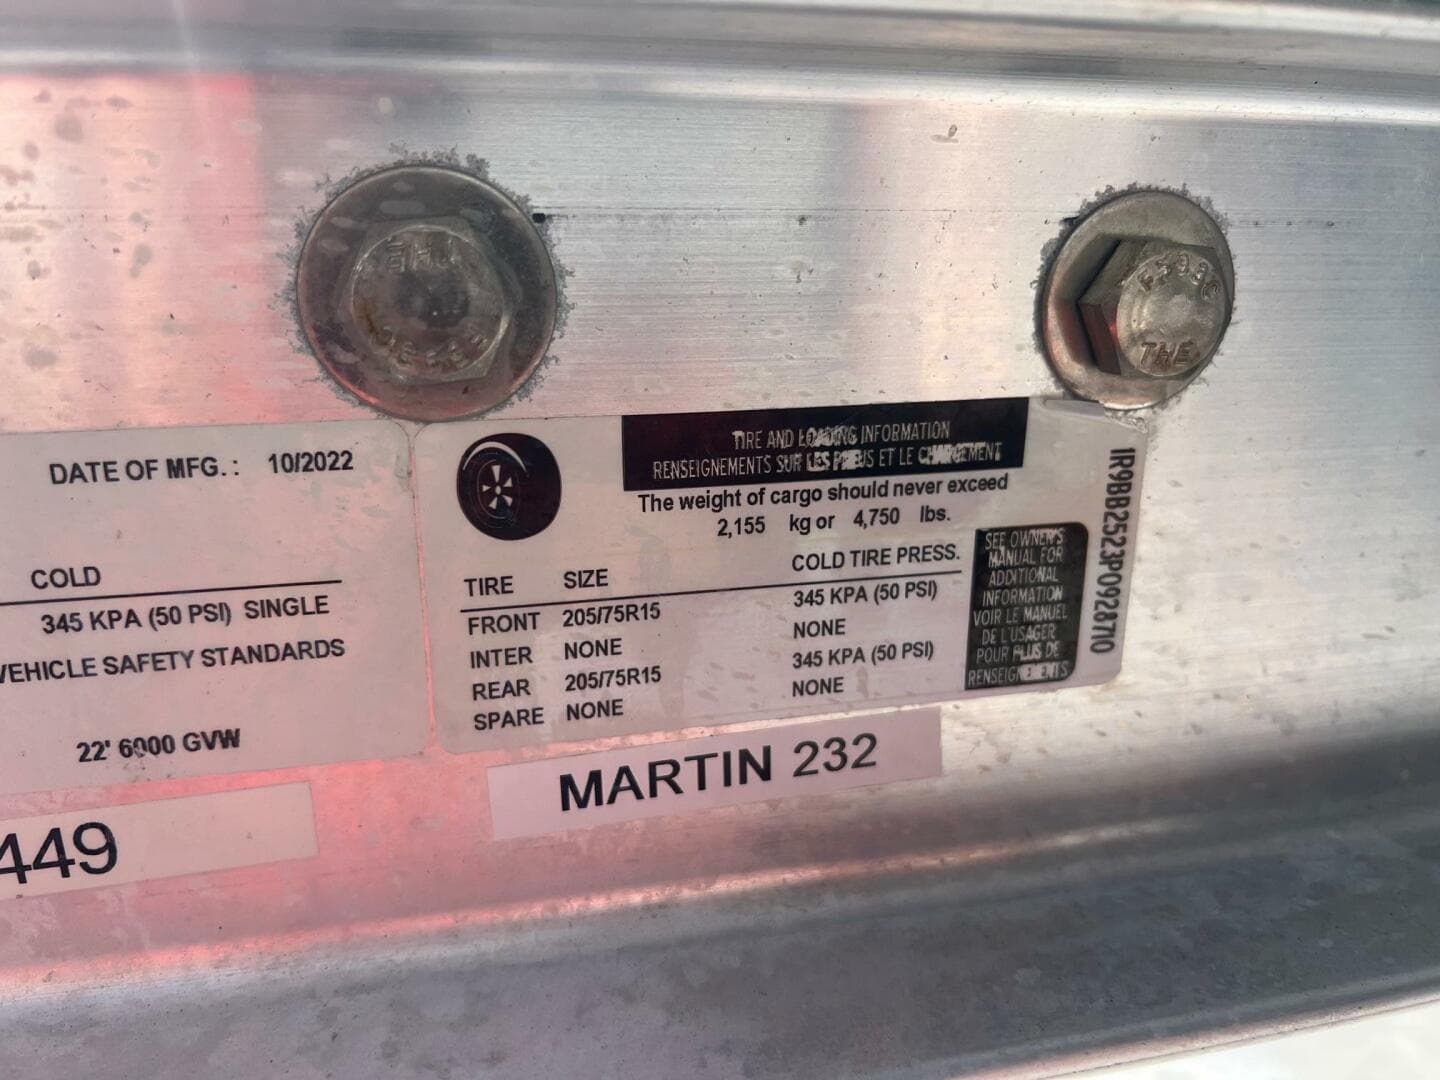 THE
F593C
F593C
THE
DATE OF MFG.: 10/2022
COLD
345 KPA (50 PSI) SINGLE
VEHICLE SAFETY STANDARDS
22' 6000 GVW
449
TIRE AND LOADING INFORMATION
RENSEIGNEMENTS SUR LES PNEUS ET LE CHARGEMENT
The weight of cargo should never exceed
2,155 kg or 4,750 lbs.
TIRE SIZE COLD TIRE PRESS.
FRONT 205/75R15 345 KPA (50 PSI)
INTER NONE NONE
REAR 205/75R15 345 KPA (50 PSI)
SPARE NONE NONE
SEE OWNER'S
MANUAL FOR
ADDITIONAL
INFORMATION
VOIR LE MANUEL
DE L'USAGER
POUR PLUS DE
RENSEIGNEMENTS
1R9BB2523P0928710
MARTIN 232